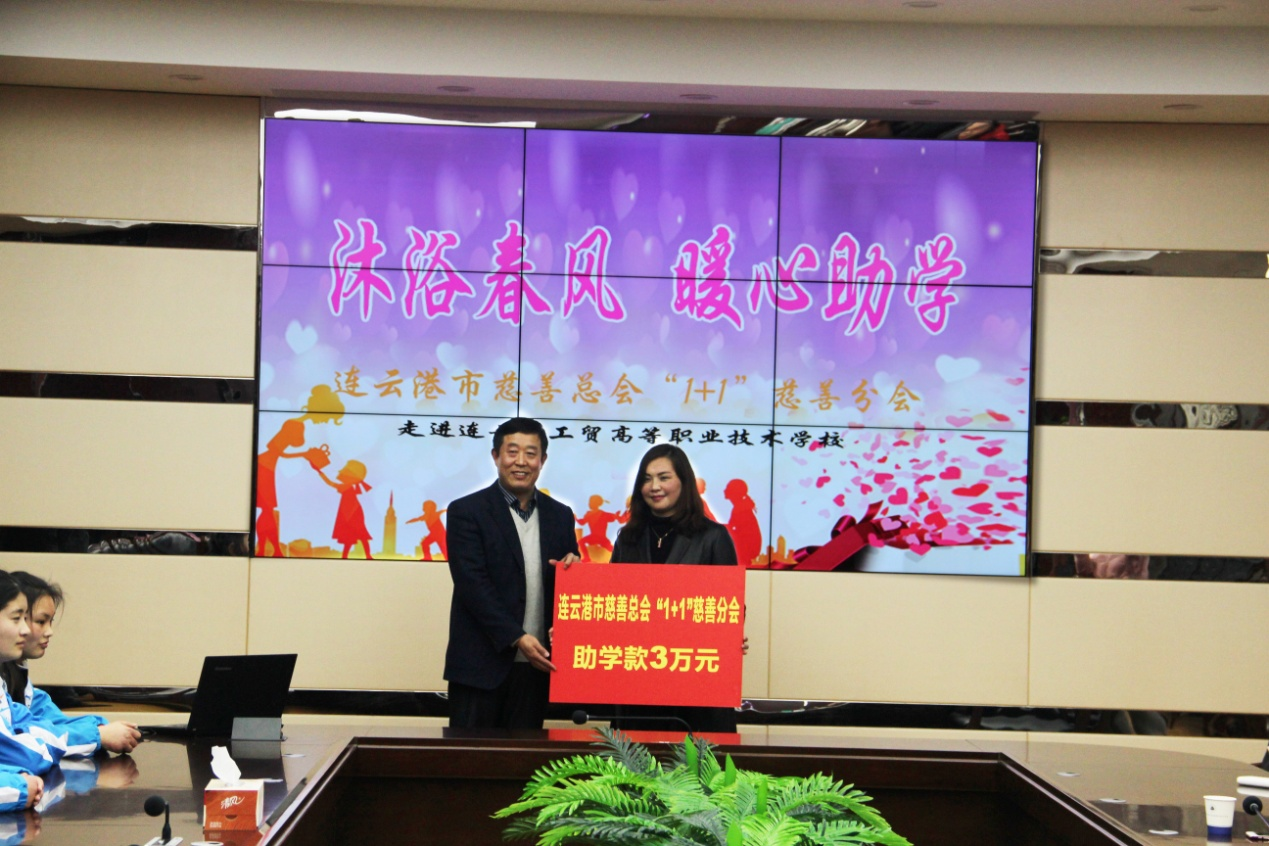 沐浴春风 暖心助学
连云港市慈善总会“1+1”慈善分会
走进连 工贸高等职业技术学校
连云港市慈善总会“1+1”慈善分会
助学款3万元
清风